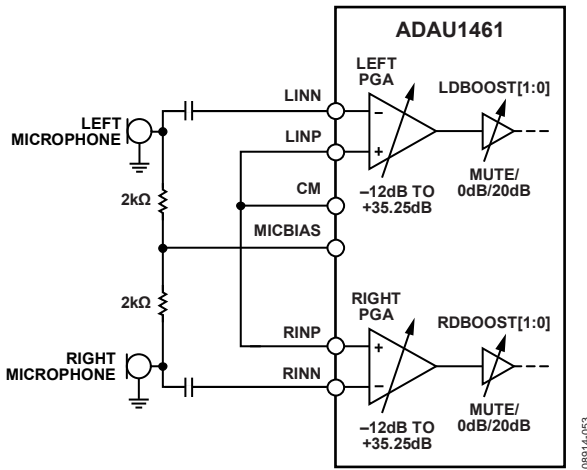 ADAU1461
LEFT
PGA
LDBOOST[1:0]
LINN
LEFT
MICROPHONE
LINP
CM
MUTE/
0dB/20dB
–12dB TO
+35.25dB
2kΩ
MICBIAS
2kΩ
RIGHT
PGA
RDBOOST[1:0]
RINP
RIGHT
MICROPHONE
RINN
MUTE/
0dB/20dB
–12dB TO
+35.25dB
08914-053